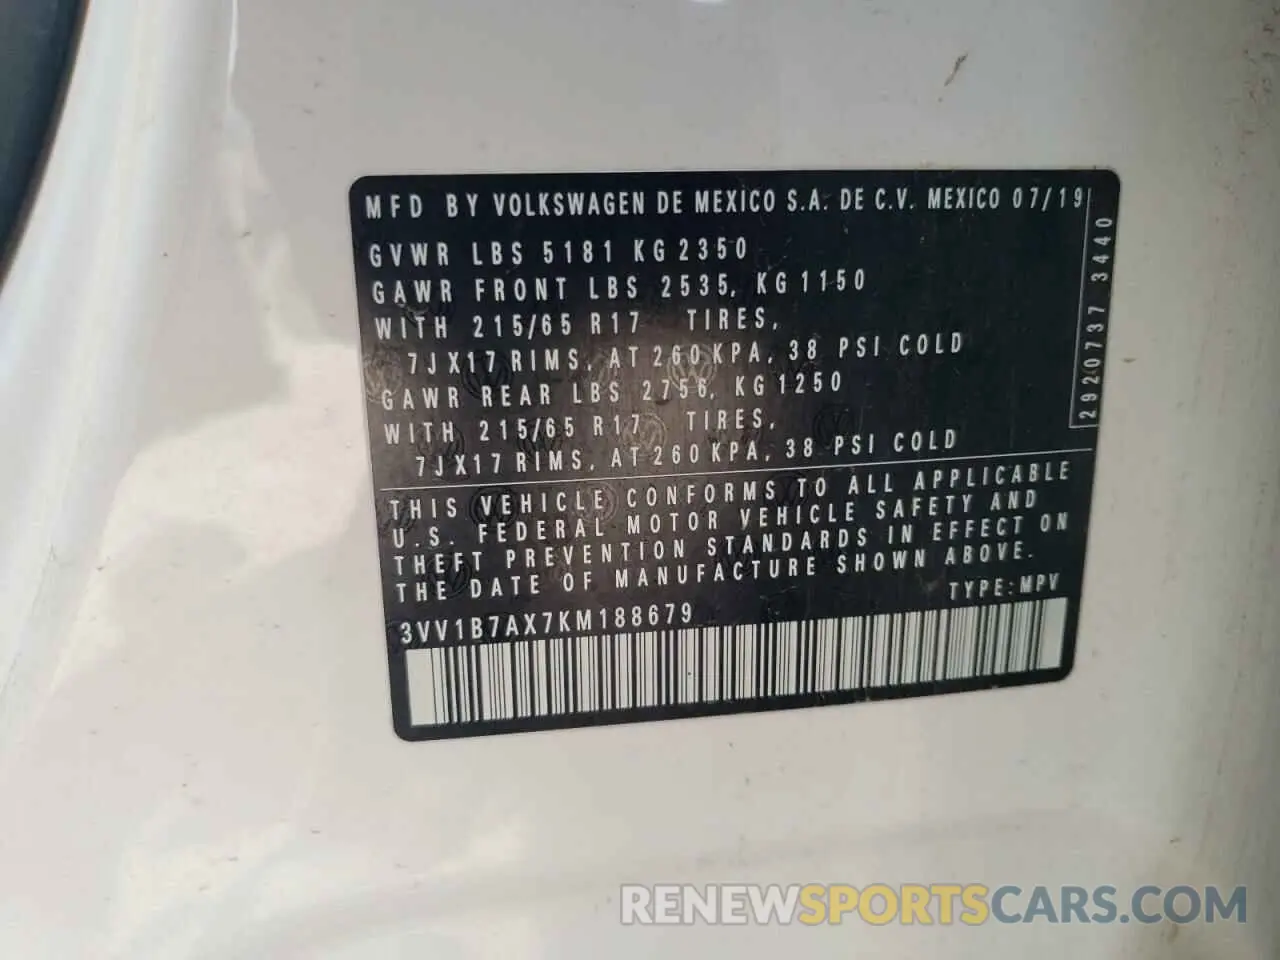 MFD BY VOLKSWAGEN DE MEXICO S.A. DE C.V. MEXICO 07/19
GVWR LBS 5181 KG 2350
GAWR FRONT LBS 2535, KG 1150
WITH 215/65 R17 TIRES,
7J X17 RIMS, AT 260 KPA, 38 PSI COLD
GAWR REAR LBS 2756, KG 1250
WITH 215/65 R17 TIRES,
7J X17 RIMS, AT 260 KPA, 38 PSI COLD
2920737 3440
THIS VEHICLE CONFORMS TO ALL APPLICABLE
U.S. FEDERAL MOTOR VEHICLE SAFETY AND
THEFT PREVENTION STANDARDS IN EFFECT ON
THE DATE OF MANUFACTURE SHOWN ABOVE.
TYPE: MPV
3VV1B7AX7KM188679
RENEWSPORTSCARS.COM